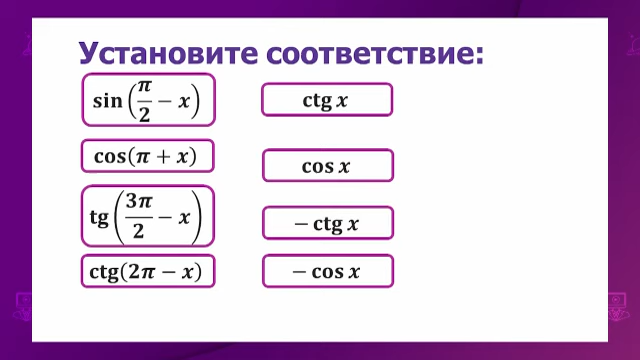 Установите соответствие:
sin(π/2 − x)
ctg x
cos(π + x)
cos x
tg(3π/2 − x)
− ctg x
ctg(2π − x)
− cos x